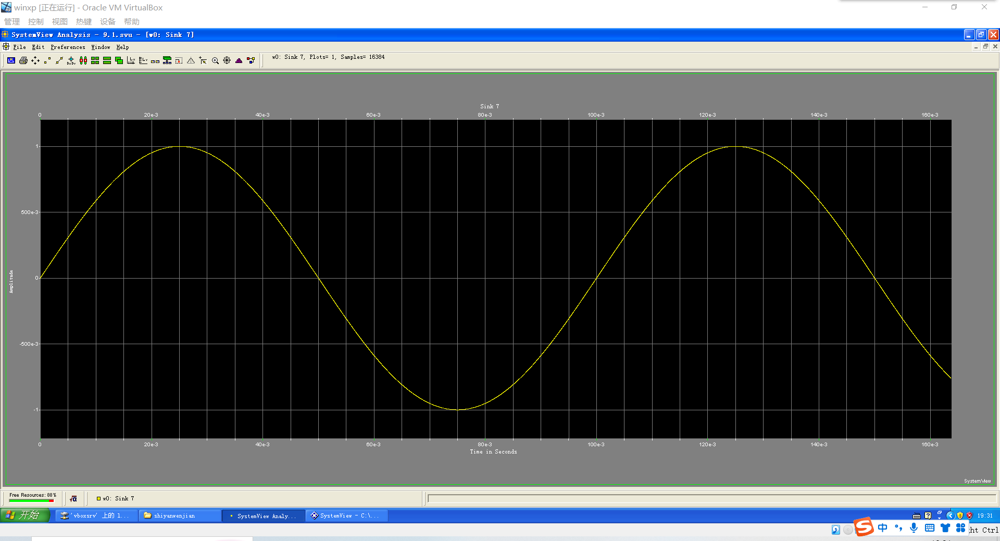 winxp [正在运行] - Oracle VM VirtualBox
管理 控制 视图 热键 设备 帮助
SystemView Analysis - 9.1.svu - [w0: Sink 7]
File Edit Preferences Window Help
w0: Sink 7, Plots= 1, Samples= 16384
Sink 7
0 20e-3 40e-3 60e-3 80e-3 100e-3 120e-3 140e-3 160e-3
1
500e-3
0
Amplitude
-500e-3
-1
0 20e-3 40e-3 60e-3 80e-3 100e-3 120e-3 140e-3 160e-3
Time in Seconds
SystemView
Free Resources: 88%
w0: Sink 7
开始
'vboxsrv' 上的 l...
shiyanwenjian
SystemView Analy...
SystemView - C:\...
19:31
中
ht Ctrl